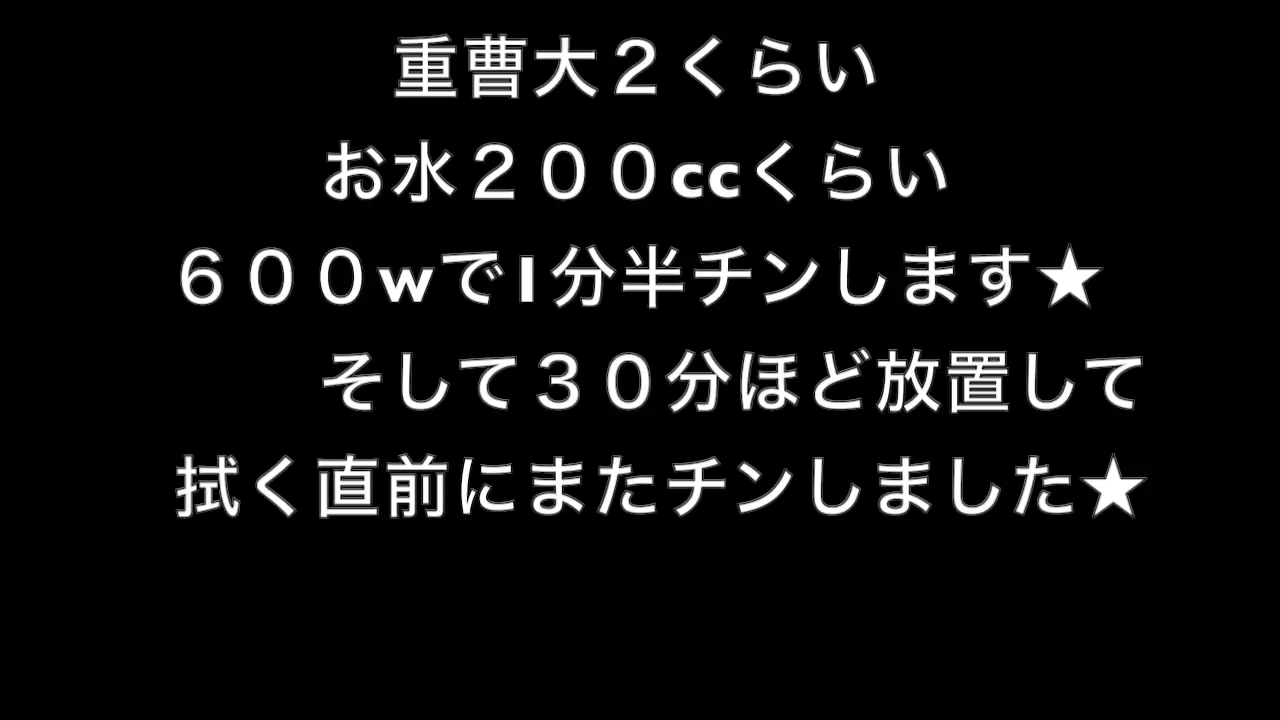 重曹大２くらい
お水２００ccくらい
６００wで1分半チンします★
そして３０分ほど放置して
拭く直前にまたチンしました★